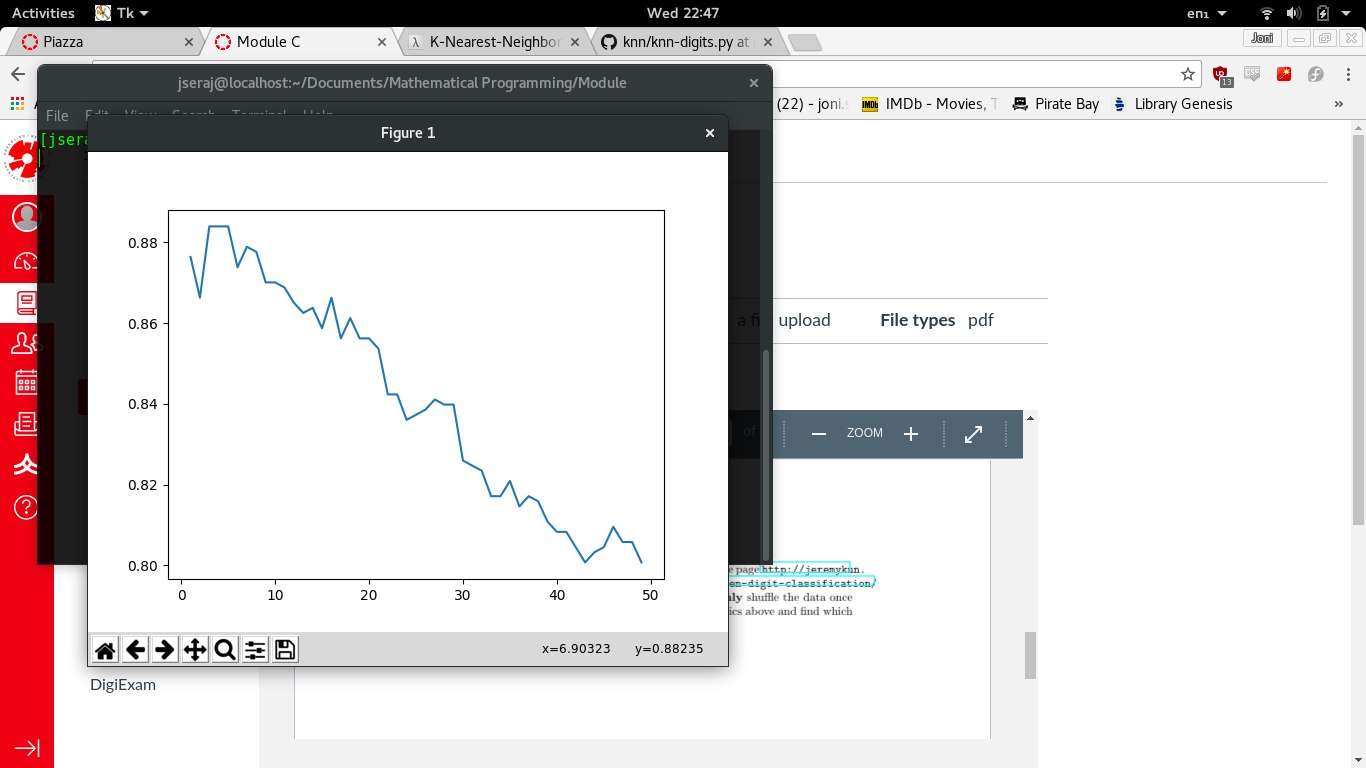 Activities Tk Wed 22:47 en₁
Piazza Module C K-Nearest-Neighbor knn/knn-digits.py at Joni
jseraj@localhost:~/Documents/Mathematical Programming/Module
(22) - joni.s IMDb - Movies, T Pirate Bay Library Genesis »
13
File Edit View Search Terminal Help
[jsera
Figure 1
0.88
0.86
0.84
0.82
0.80
0 10 20 30 40 50
x=6.90323 y=0.88235
upload File types pdf
of ZOOM
e page http://jeremykun.
en-digit-classification/
shuffle the data once
ics above and find which
DigiExam